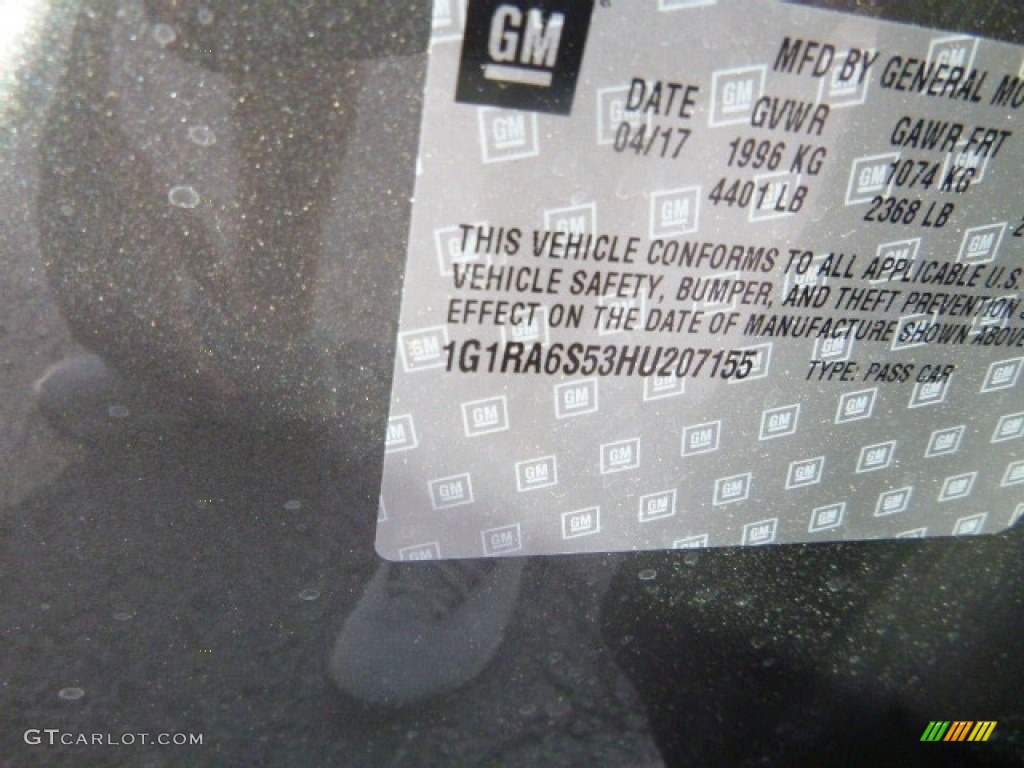 GM
MFD BY GENERAL MO
DATE GVWR GAWR FRT
04/17 1996 KG 1074 KG
4401 LB 2368 LB 2
THIS VEHICLE CONFORMS TO ALL APPLICABLE U.S.
VEHICLE SAFETY, BUMPER, AND THEFT PREVENTION S
EFFECT ON THE DATE OF MANUFACTURE SHOWN ABOVE
1G1RA6S53HU207155 TYPE: PASS CAR
GTCARLOT.COM